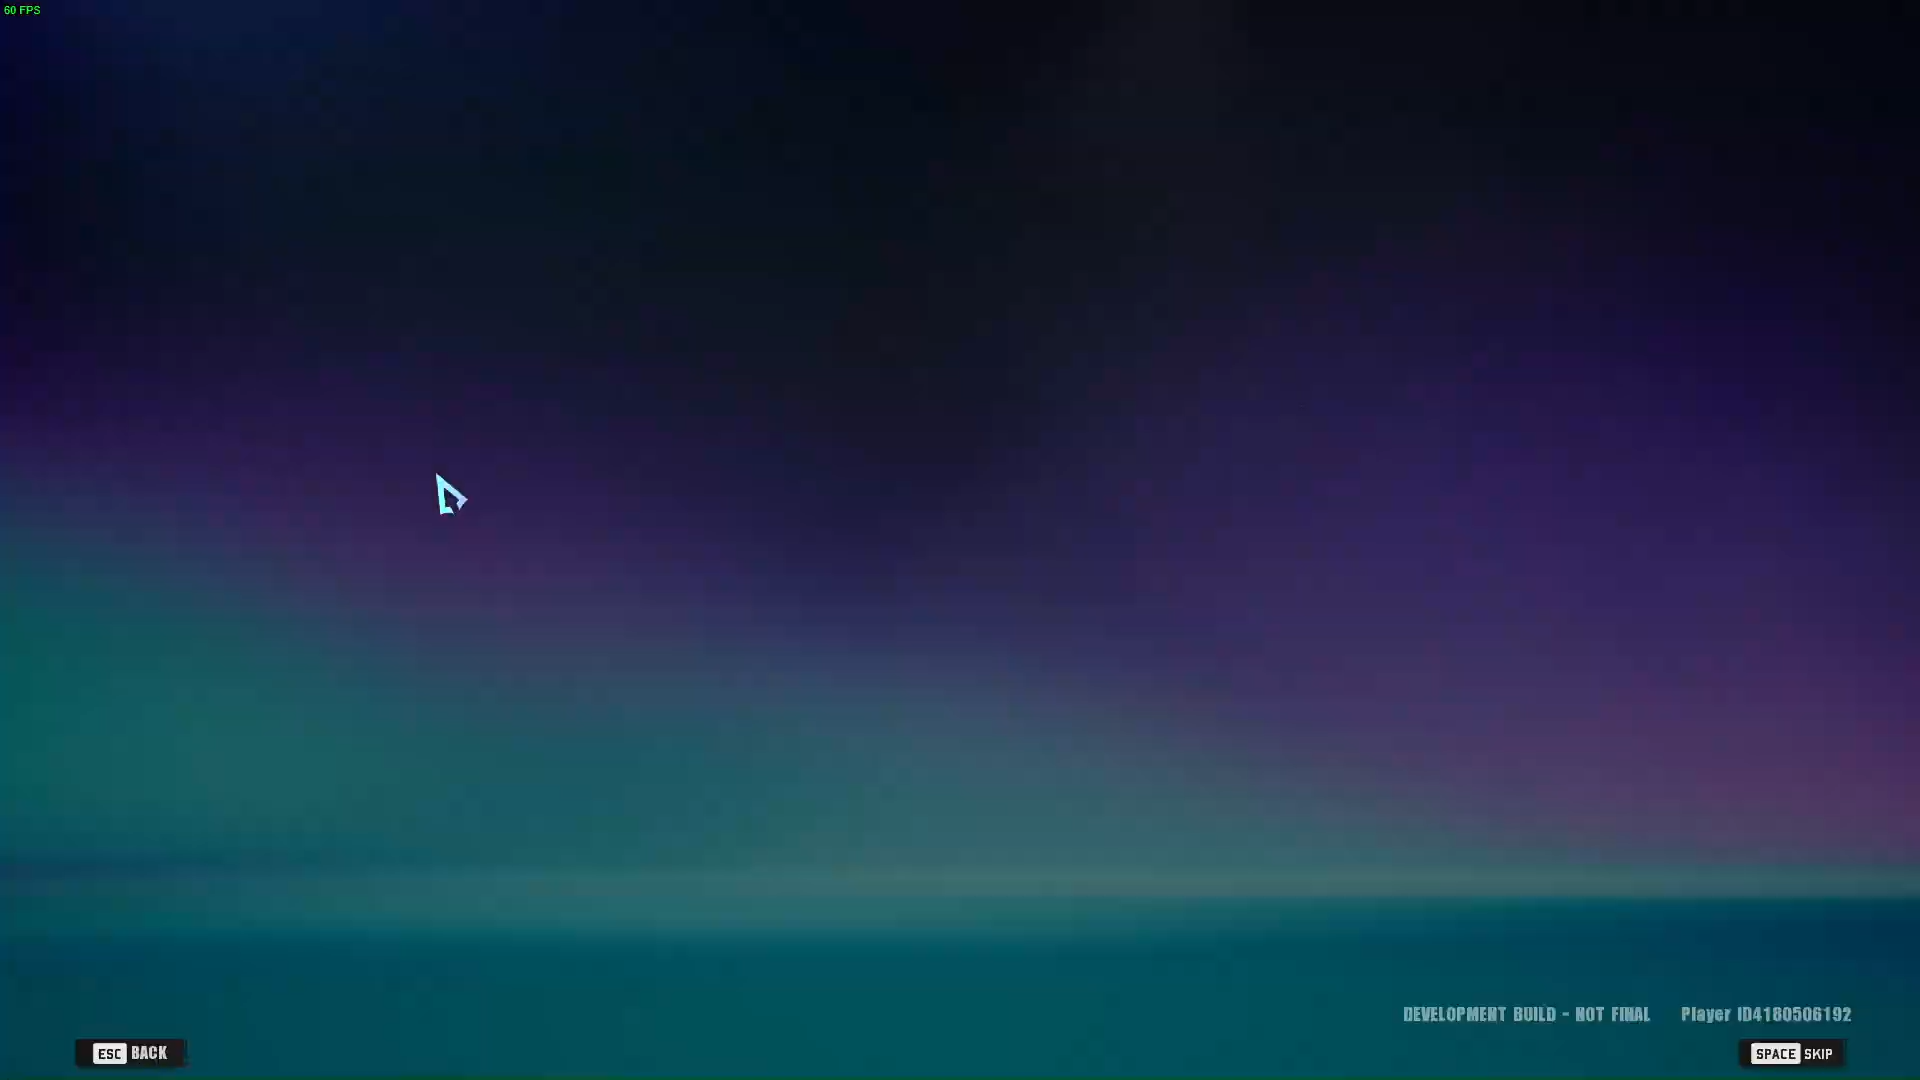 60 FPS
DEVELOPMENT BUILD - NOT FINAL Player ID4180506192
ESC BACK
SPACE SKIP